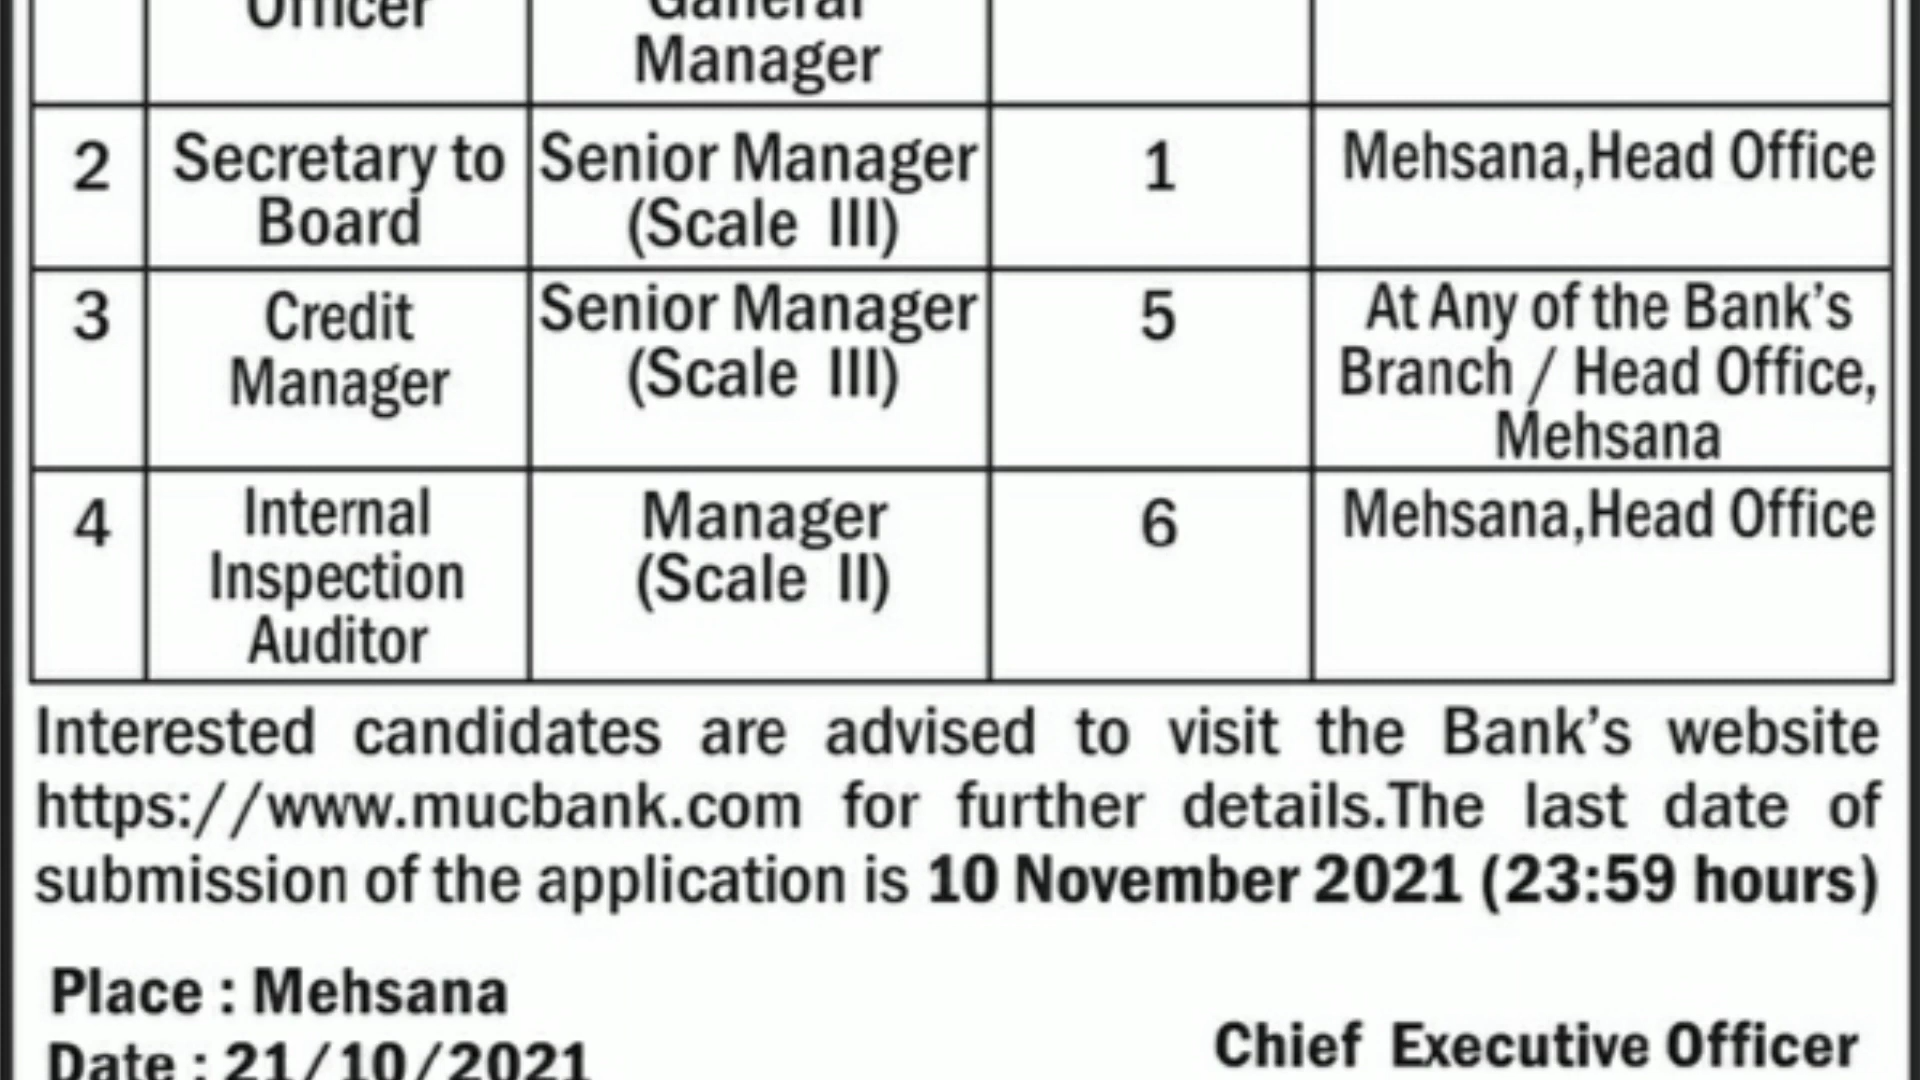 Officer
General
Manager
2
Secretary to
Board
Senior Manager
(Scale III)
1
Mehsana,Head Office
3
Credit
Manager
Senior Manager
(Scale III)
5
At Any of the Bank's
Branch / Head Office,
Mehsana
4
Internal
Inspection
Auditor
Manager
(Scale II)
6
Mehsana,Head Office
Interested candidates are advised to visit the Bank's website
https://www.mucbank.com for further details.The last date of
submission of the application is 10 November 2021 (23:59 hours)
Place : Mehsana
Date : 21/10/2021
Chief Executive Officer